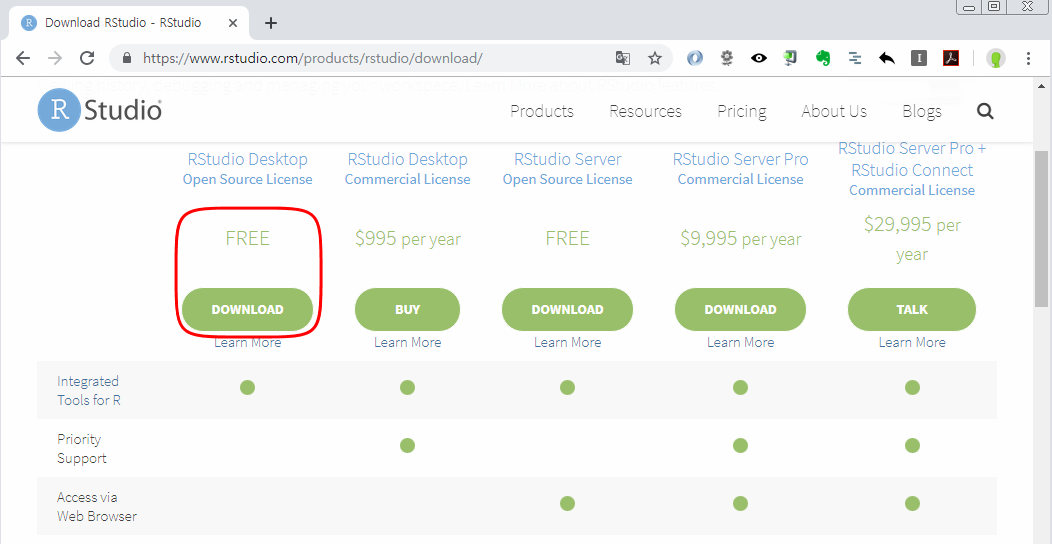 Download RStudio - RStudio
https://www.rstudio.com/products/rstudio/download/
R Studio
Products Resources Pricing About Us Blogs
RStudio Desktop
Open Source License
RStudio Desktop
Commercial License
RStudio Server
Open Source License
RStudio Server Pro
Commercial License
RStudio Server Pro +
RStudio Connect
Commercial License
FREE
$995 per year
FREE
$9,995 per year
$29,995 per
year
DOWNLOAD BUY DOWNLOAD DOWNLOAD TALK
Learn More Learn More Learn More Learn More Learn More
Integrated
Tools for R
Priority
Support
Access via
Web Browser